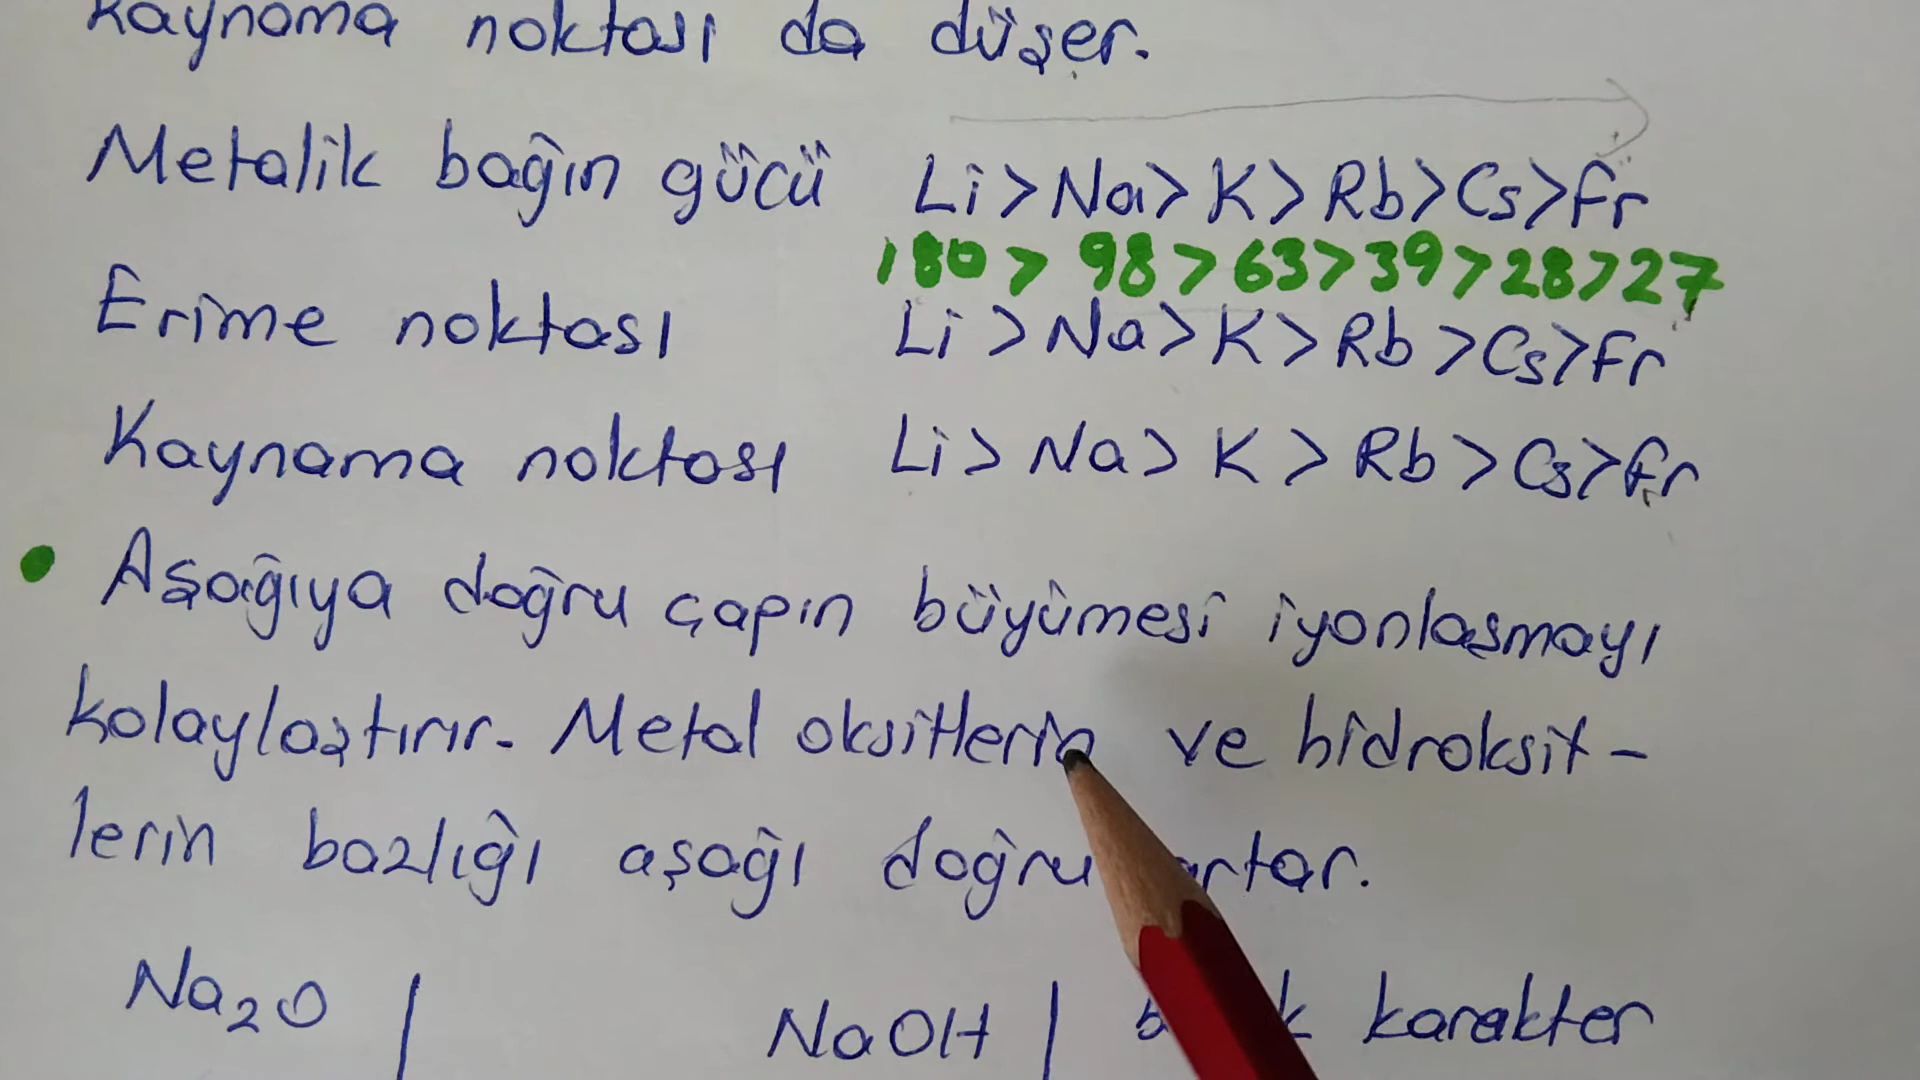 Kaynama noktası da düşer.
Metalik bağın gücü Li>Na>K>Rb>Cs>Fr
180 > 98 > 63 > 39 > 28 > 27
Erime noktası Li > Na > K > Rb > Cs > Fr
Kaynama noktası Li > Na > K > Rb > Cs > Fr
• Aşağıya doğru çapın büyümesi iyonlaşmayı
kolaylaştırır. Metal oksitlerin ve hidroksit-
lerin bazlığı aşağı doğru artar.
Na₂O | NaOH | karakter